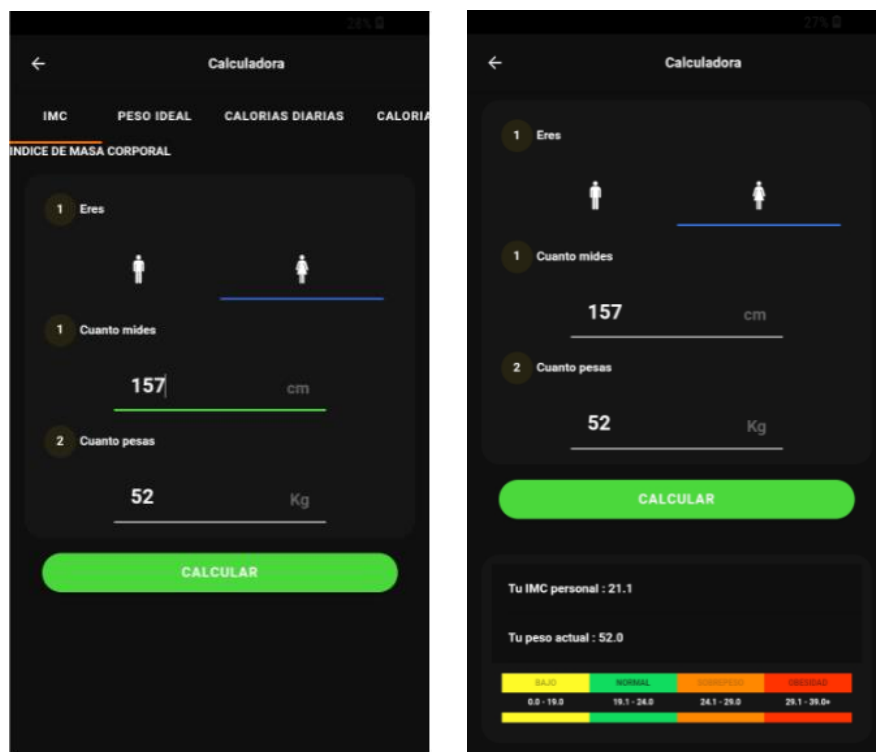 28%
Calculadora
IMC PESO IDEAL CALORIAS DIARIAS CALORIA
INDICE DE MASA CORPORAL
1 Eres
1 Cuanto mides
157 cm
2 Cuanto pesas
52 Kg
CALCULAR
27%
Calculadora
1 Eres
1 Cuanto mides
157 cm
2 Cuanto pesas
52 Kg
CALCULAR
Tu IMC personal : 21.1
Tu peso actual : 52.0
BAJO NORMAL SOBREPESO OBESIDAD
0.0 - 19.0 19.1 - 24.0 24.1 - 29.0 29.1 - 39.0+